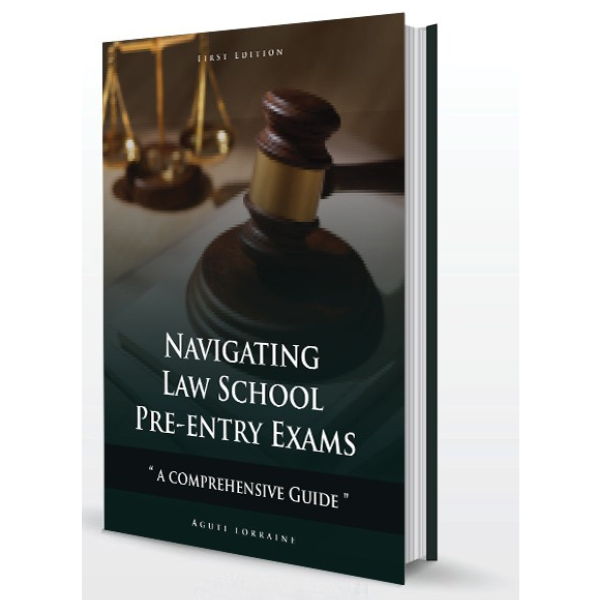 First Edition
Navigating
Law School
Pre-entry Exams
“ a comprehensive Guide ”
Aguti lorraine